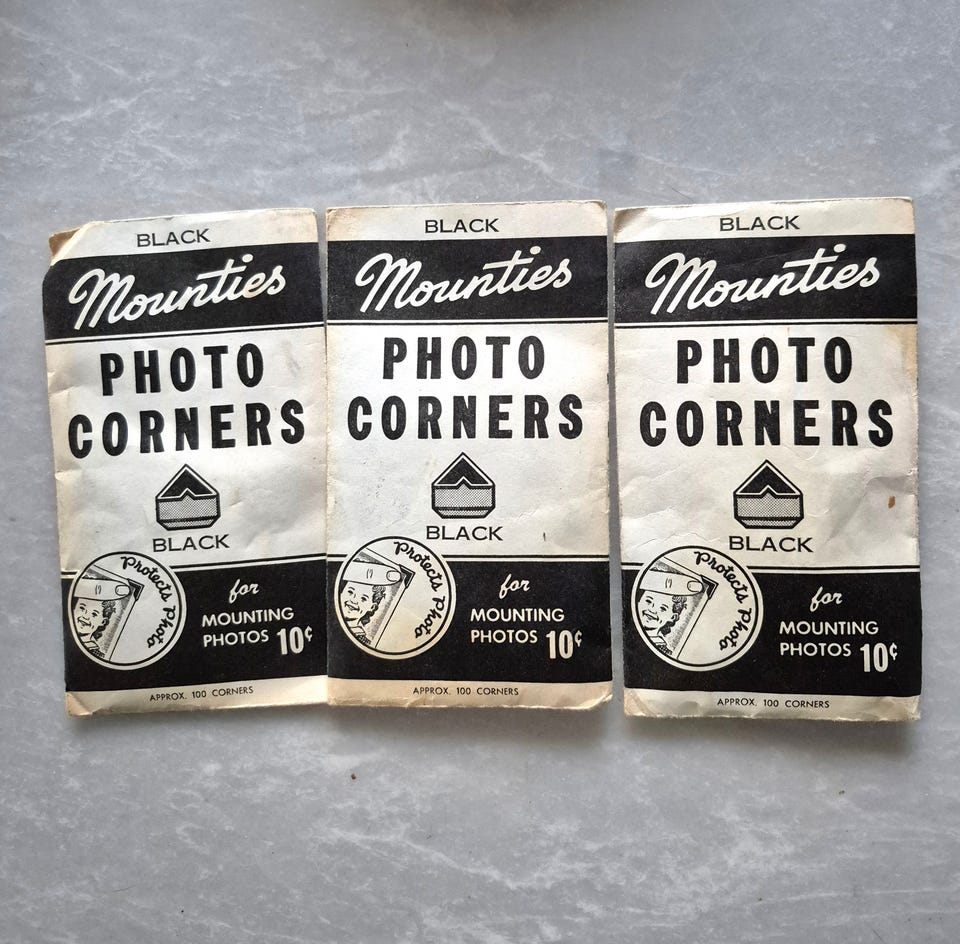 BLACK
Mounties
PHOTO
CORNERS
BLACK
Protects Photo
for
MOUNTING
PHOTOS 10¢
APPROX. 100 CORNERS
BLACK
Mounties
PHOTO
CORNERS
BLACK
Protects Photo
for
MOUNTING
PHOTOS 10¢
APPROX. 100 CORNERS
BLACK
Mounties
PHOTO
CORNERS
BLACK
Protects Photo
for
MOUNTING
PHOTOS 10¢
APPROX. 100 CORNERS